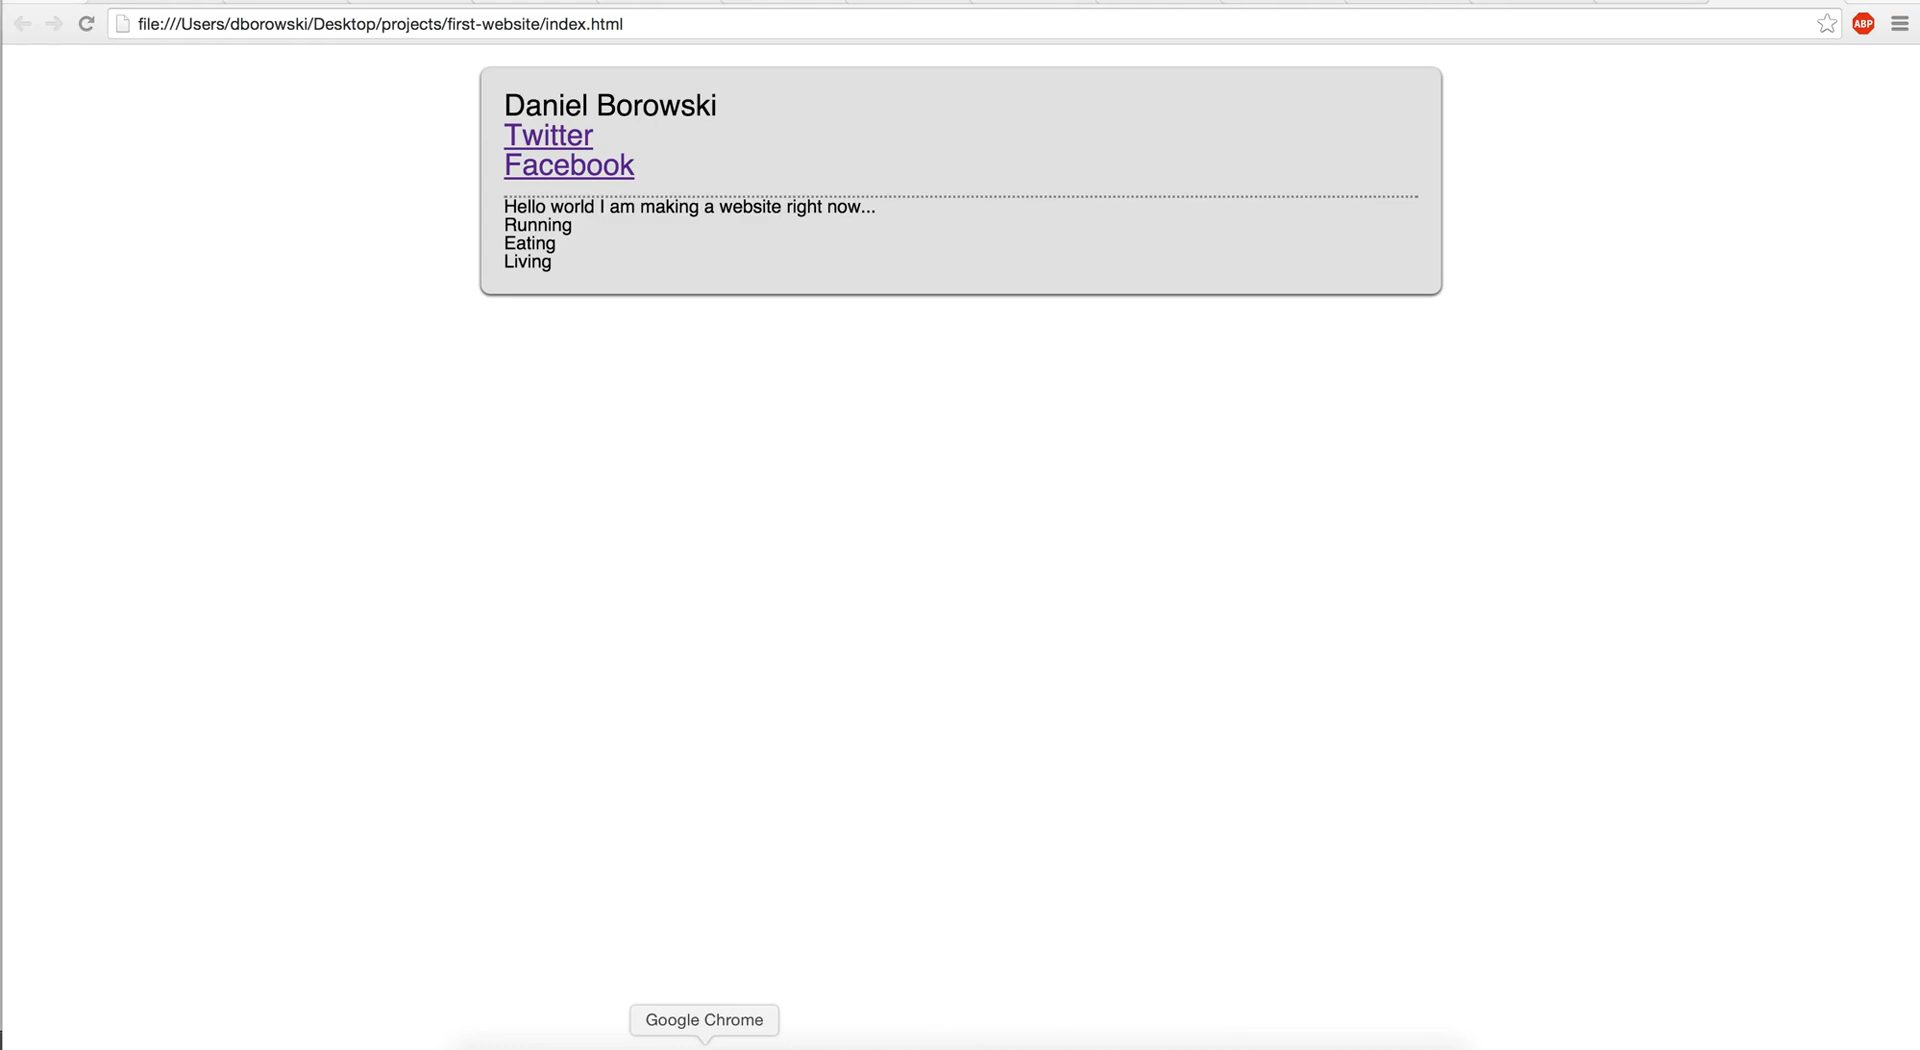 file:///Users/dborowski/Desktop/projects/first-website/index.html
ABP
Daniel Borowski
Twitter
Facebook
Hello world I am making a website right now...
Running
Eating
Living
Google Chrome